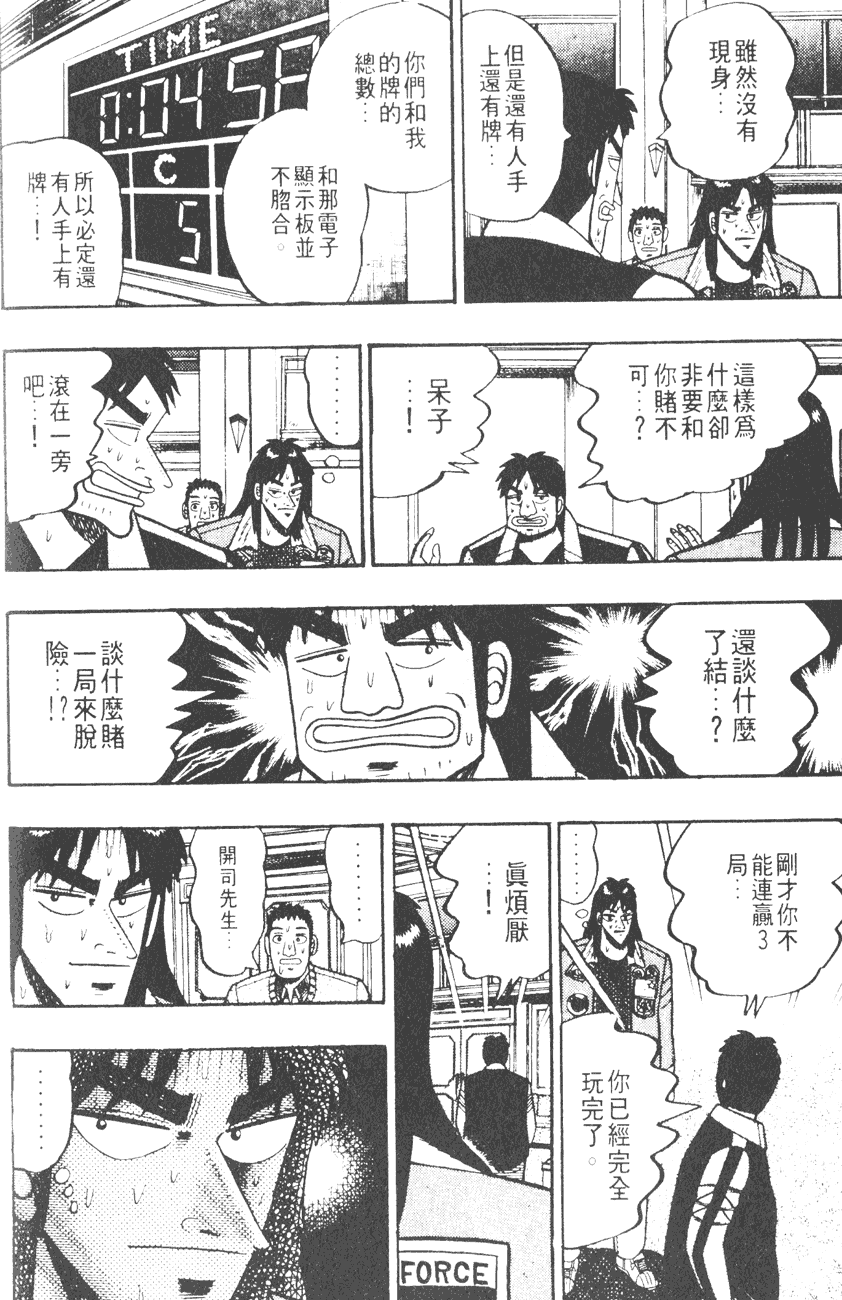 雖然沒有
現身…
但是還有人手
上還有牌…
你們和我
的牌的
總數…
和那電子
顯示板並
不脗合。
所以必定還
有人手上有
牌…！
TIME
0:04 58
C
5
這樣為
什麼卻
非要和
你賭不
可…？
呆子
…！
………
滾在一旁
吧…！
還談什麼
了結…？
談什麼賭
一局來脫
險…!?
剛才你不
能連贏3
局…
………
你已經完全
玩完了。
真煩厭
…！
FORCE
………
開司先生…
………